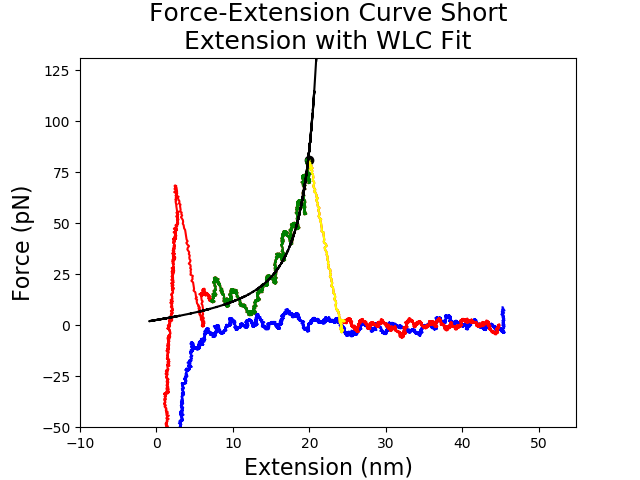 Force-Extension Curve Short
Extension with WLC Fit
125
100
75
50
25
0
−25
−50
Force (pN)
−10 0 10 20 30 40 50
Extension (nm)